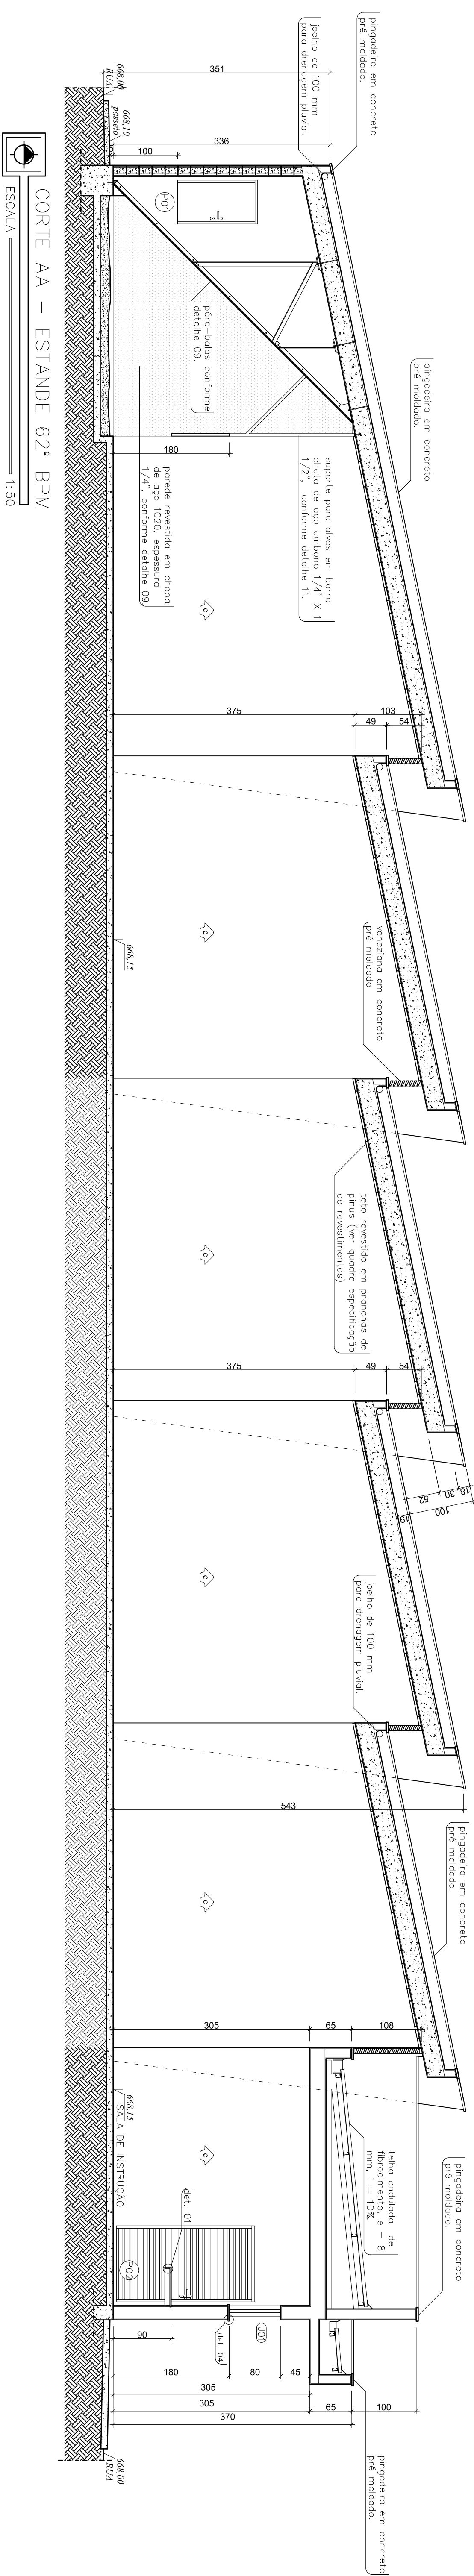 pingadeira em concreto
pré moldado.
joelho de 100 mm
para drenagem pluvial.
351
336
100
668.00
RUA
668.10
passeio
P01
pára-balas conforme
detalhe 09.
pingadeira em concreto
pré moldado.
suporte para alvos em barra
chata de aço carbono 1/4" X 1
1/2", conforme detalhe 11.
180
parede revestida em chapa
de aço 1020, espessura
1/4", conforme detalhe 09.
c
375
103
49
54
c
668,15
veneziana em concreto
pré moldado
teto revestido em pranchas de
pinus (ver quadro especificação
de revestimentos).
c
375
49
54
18
30
52
100
19
c
joelho de 100 mm
para drenagem pluvial.
543
pingadeira em concreto
pré moldado.
c
305
65
108
668,15
SALA DE INSTRUÇÃO
c
telha ondulada de
fibrocimento, e = 8
mm, i = 10%
pingadeira em concreto
pré moldado.
det. 01
P02
J01
det. 04
90
180
80
45
305
305
65
100
370
pingadeira em concreto
pré moldado.
668.00
RUA
CORTE AA - ESTANDE 62º BPM
ESCALA 1:50